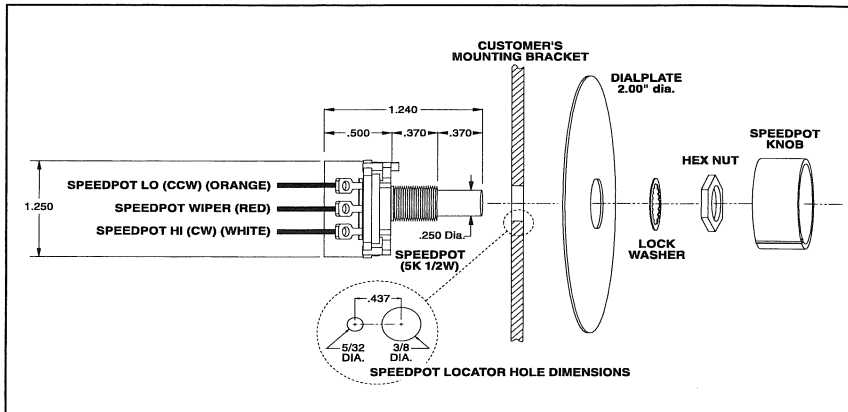 CUSTOMER'S
MOUNTING BRACKET
DIALPLATE
2.00" dia.
1.240
.500
.370
.370
SPEEDPOT
KNOB
HEX NUT
SPEEDPOT LO (CCW) (ORANGE)
1.250
SPEEDPOT WIPER (RED)
SPEEDPOT HI (CW) (WHITE)
.250 Dia.
SPEEDPOT
(5K 1/2W)
LOCK
WASHER
.437
5/32
DIA.
3/8
DIA.
SPEEDPOT LOCATOR HOLE DIMENSIONS